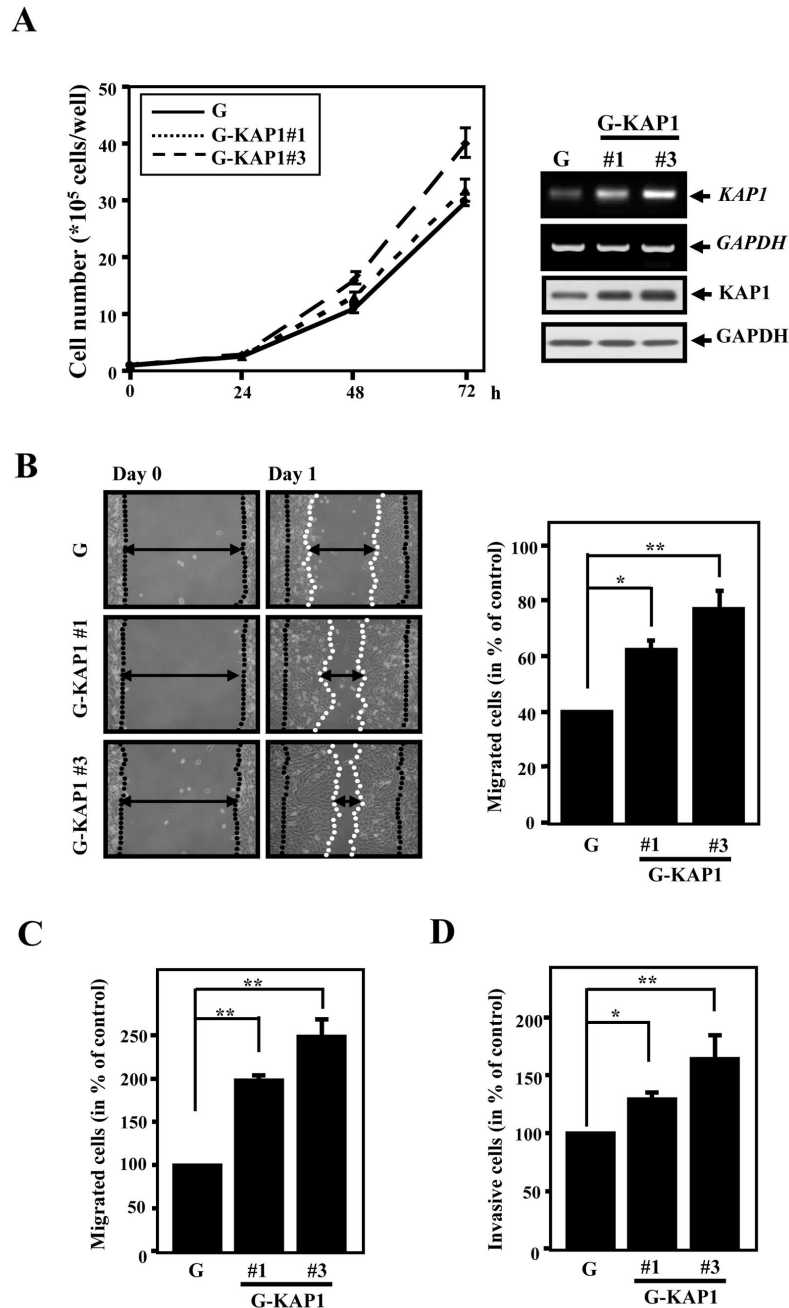 A
Cell number (*10⁵ cells/well)
50
40
30
20
10
0
0 24 48 72 h
G
G-KAP1#1
G-KAP1#3
G-KAP1
G #1 #3
KAP1
GAPDH
KAP1
GAPDH
B
Day 0 Day 1
G
G-KAP1 #1
G-KAP1 #3
Migrated cells (in % of control)
100
80
60
40
20
0
*
**
G #1 #3
G-KAP1
C
Migrated cells (in % of control)
250
200
150
100
50
0
**
**
G #1 #3
G-KAP1
D
Invasive cells (in % of control)
200
150
100
50
0
**
*
G #1 #3
G-KAP1